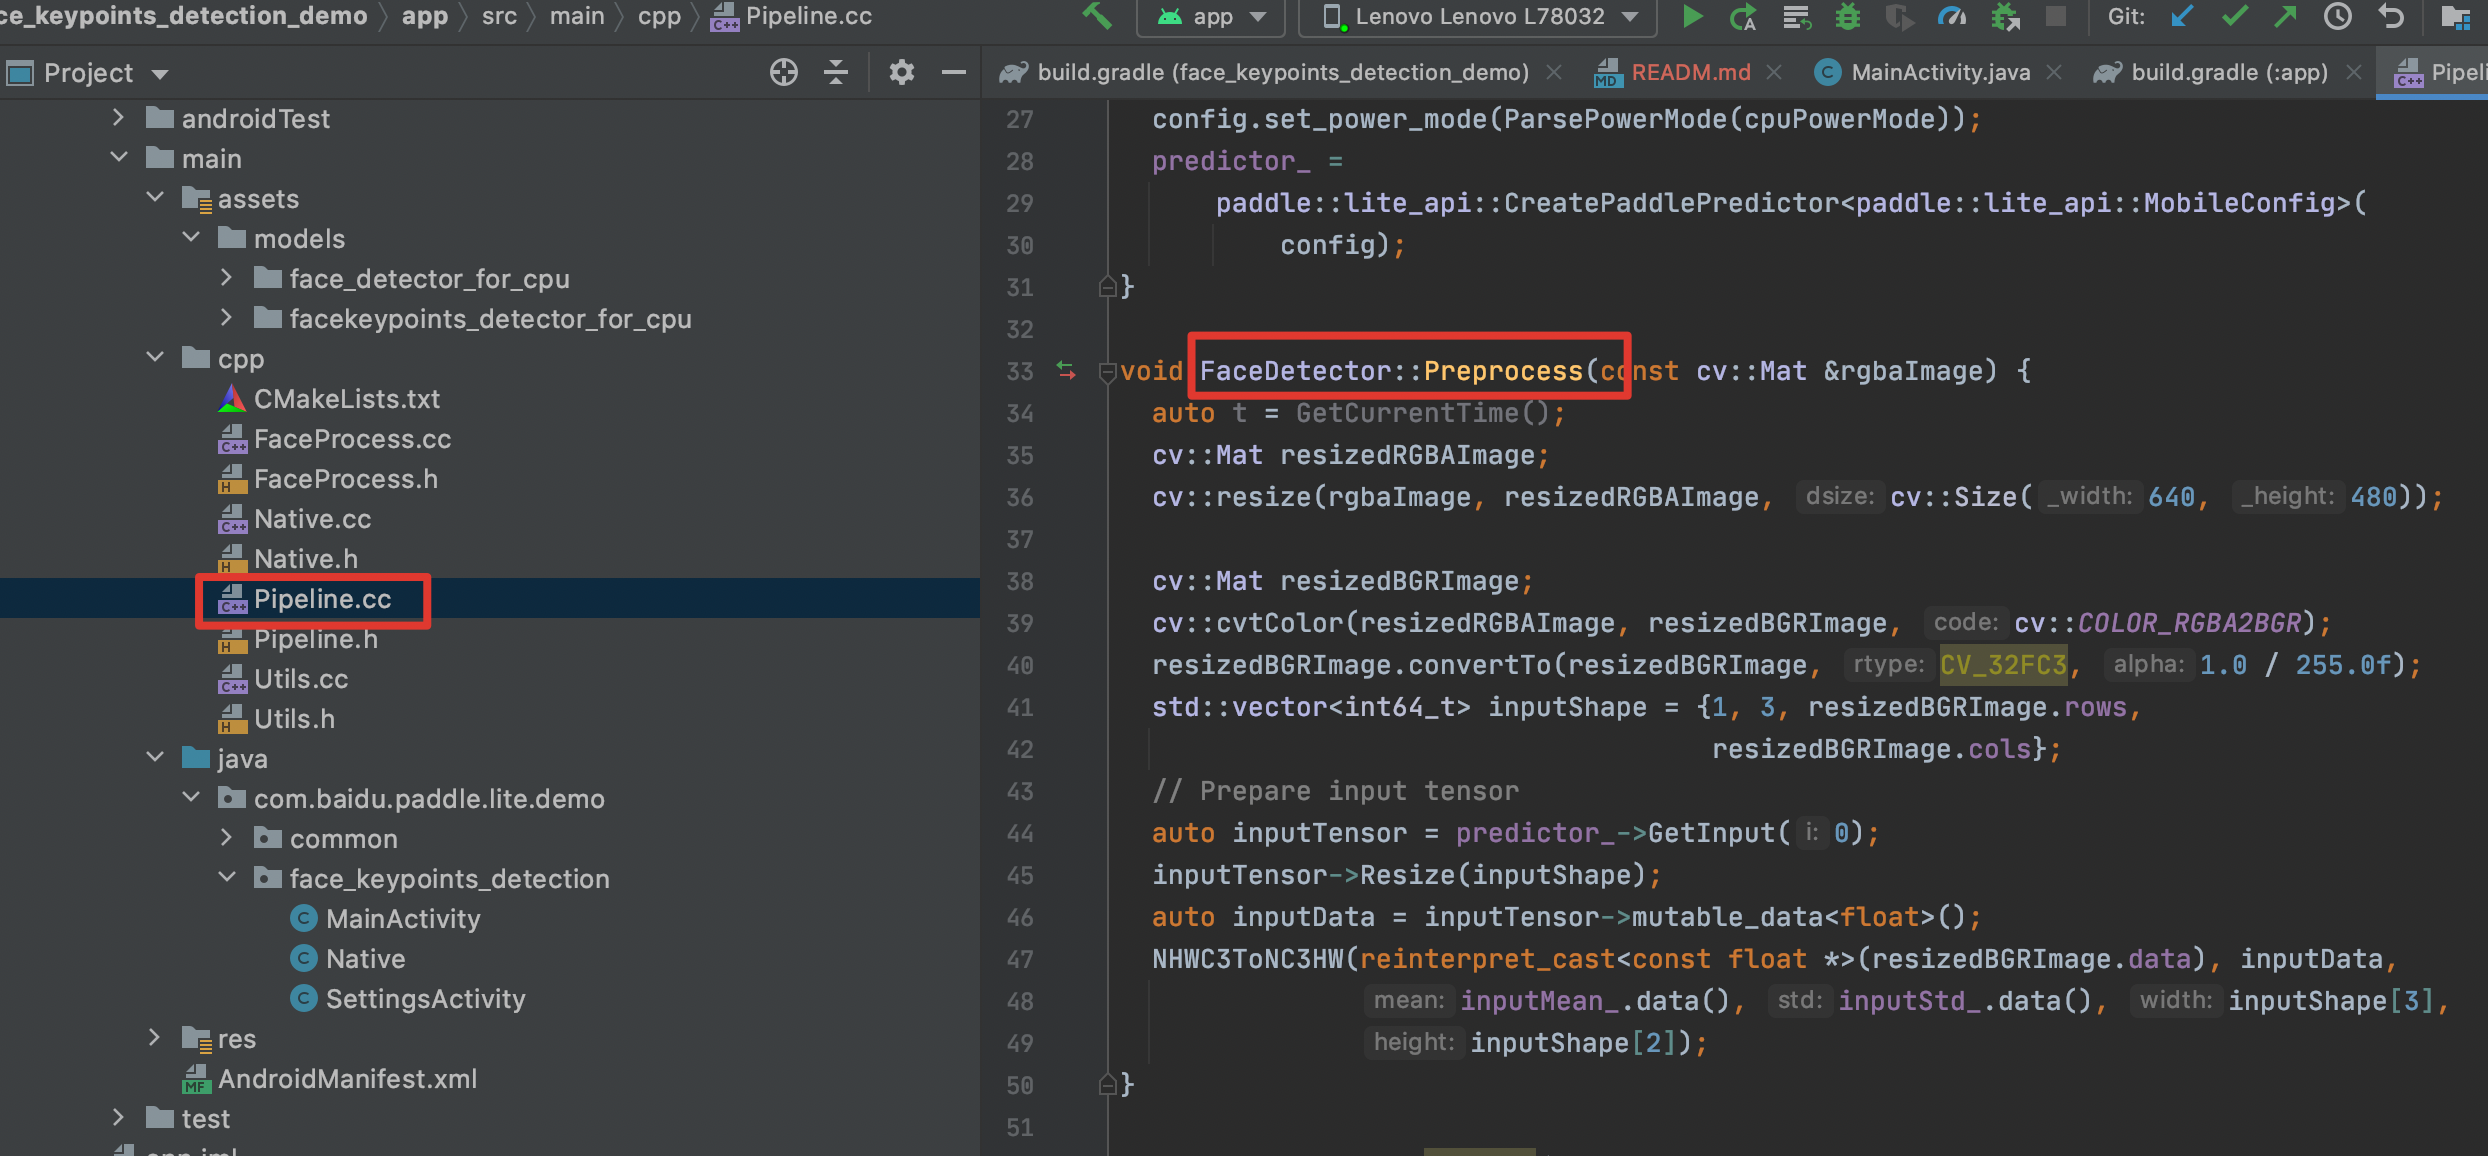 ce_keypoints_detection_demo app src main cpp Pipeline.cc
app Lenovo Lenovo L78032 Git:
Project
build.gradle (face_keypoints_detection_demo) READM.md MainActivity.java build.gradle (:app) Pipeli
androidTest
main
assets
models
face_detector_for_cpu
facekeypoints_detector_for_cpu
cpp
CMakeLists.txt
FaceProcess.cc
FaceProcess.h
Native.cc
Native.h
Pipeline.cc
Pipeline.h
Utils.cc
Utils.h
java
com.baidu.paddle.lite.demo
common
face_keypoints_detection
MainActivity
Native
SettingsActivity
res
AndroidManifest.xml
test
27 config.set_power_mode(ParsePowerMode(cpuPowerMode));
28 predictor_ =
29 paddle::lite_api::CreatePaddlePredictor<paddle::lite_api::MobileConfig>(
30 config);
31 }
32
33 void FaceDetector::Preprocess(const cv::Mat &rgbaImage) {
34 auto t = GetCurrentTime();
35 cv::Mat resizedRGBAImage;
36 cv::resize(rgbaImage, resizedRGBAImage, dsize: cv::Size( _width: 640, _height: 480));
37
38 cv::Mat resizedBGRImage;
39 cv::cvtColor(resizedRGBAImage, resizedBGRImage, code: cv::COLOR_RGBA2BGR);
40 resizedBGRImage.convertTo(resizedBGRImage, rtype: CV_32FC3, alpha: 1.0 / 255.0f);
41 std::vector<int64_t> inputShape = {1, 3, resizedBGRImage.rows,
42 resizedBGRImage.cols};
43 // Prepare input tensor
44 auto inputTensor = predictor_->GetInput( i: 0);
45 inputTensor->Resize(inputShape);
46 auto inputData = inputTensor->mutable_data<float>();
47 NHWC3ToNC3HW(reinterpret_cast<const float *>(resizedBGRImage.data), inputData,
48 mean: inputMean_.data(), std: inputStd_.data(), width: inputShape[3],
49 height: inputShape[2]);
50 }
51